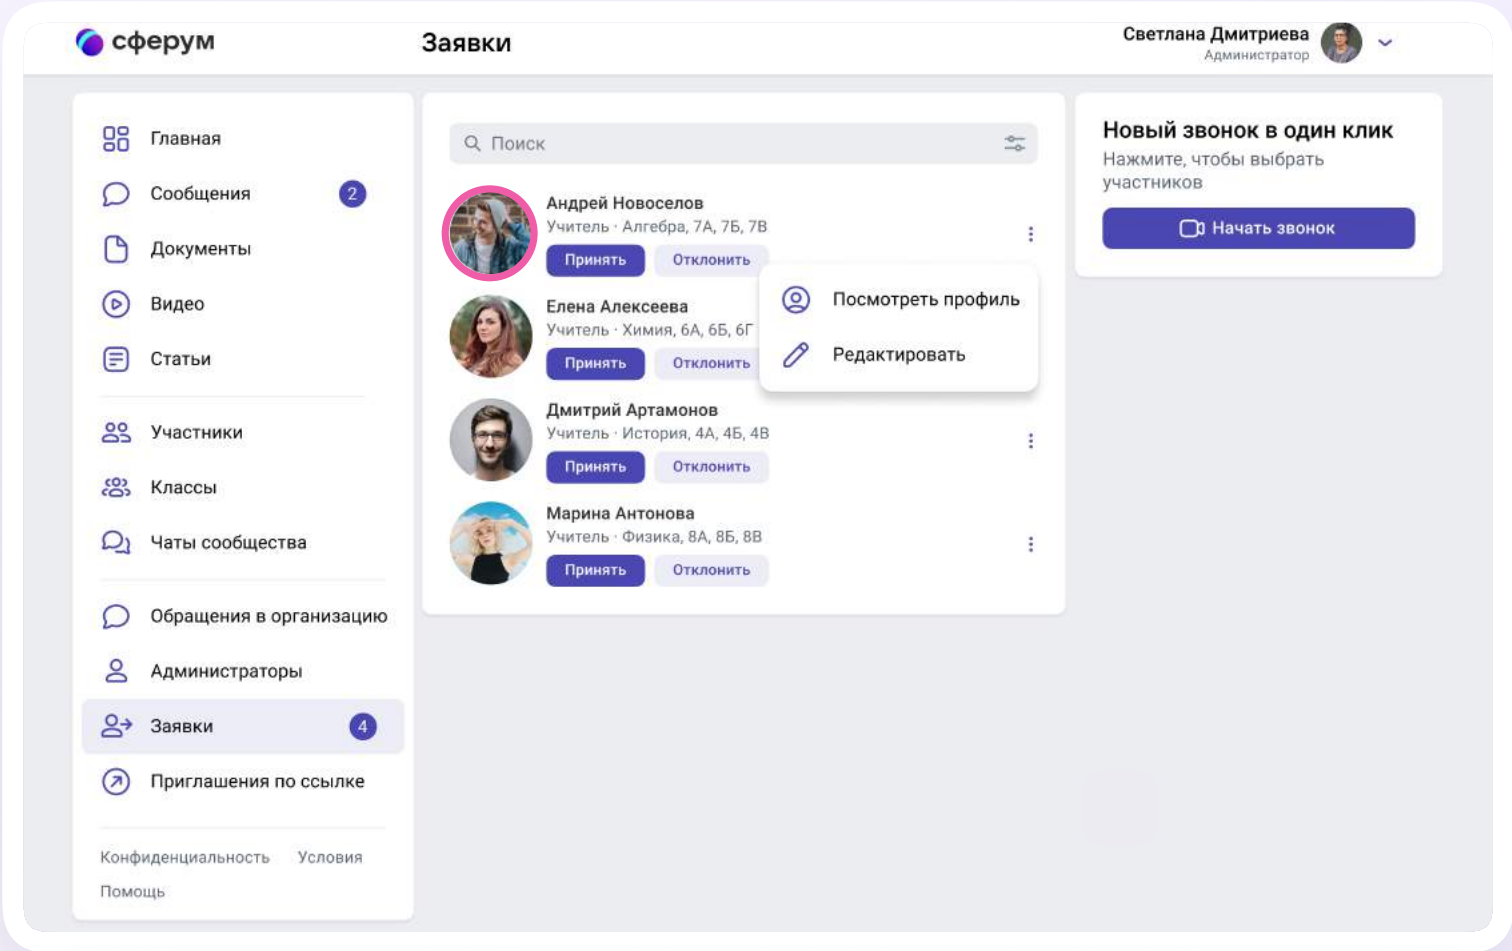 сферум
Заявки
Светлана Дмитриева
Администратор
Главная
Сообщения 2
Документы
Видео
Статьи
Участники
Классы
Чаты сообщества
Обращения в организацию
Администраторы
Заявки 4
Приглашения по ссылке
Конфиденциальность Условия
Помощь
Поиск
Андрей Новоселов
Учитель · Алгебра, 7А, 7Б, 7В
Принять Отклонить
Елена Алексеева
Учитель · Химия, 6А, 6Б, 6Г
Принять Отклонить
Посмотреть профиль
Редактировать
Дмитрий Артамонов
Учитель · История, 4А, 4Б, 4В
Принять Отклонить
Марина Антонова
Учитель · Физика, 8А, 8Б, 8В
Принять Отклонить
Новый звонок в один клик
Нажмите, чтобы выбрать
участников
Начать звонок